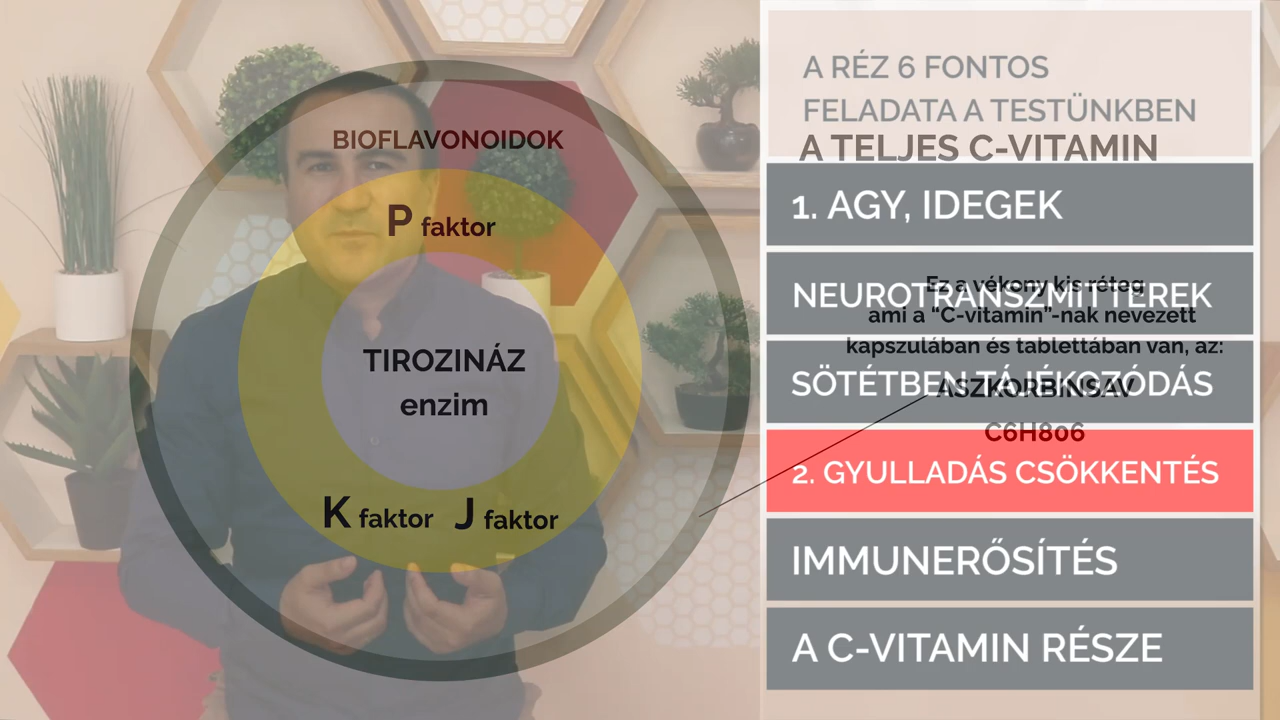 BIOFLAVONOIDOK
P faktor
TIROZINÁZ
enzim
K faktor J faktor
A RÉZ 6 FONTOS
FELADATA A TESTÜNKBEN
A TELJES C-VITAMIN
1. AGY, IDEGEK
Ez a vékony kis réteg
NEUROTRANSZMITTEREK
ami a “C-vitamin”-nak nevezett
kapszulában és tablettában van, az:
SÖTÉTBEN TÁJÉKOZÓDÁS
ASZKORBINSAV
C6H8O6
2. GYULLADÁS CSÖKKENTÉS
IMMUNERŐSÍTÉS
A C-VITAMIN RÉSZE